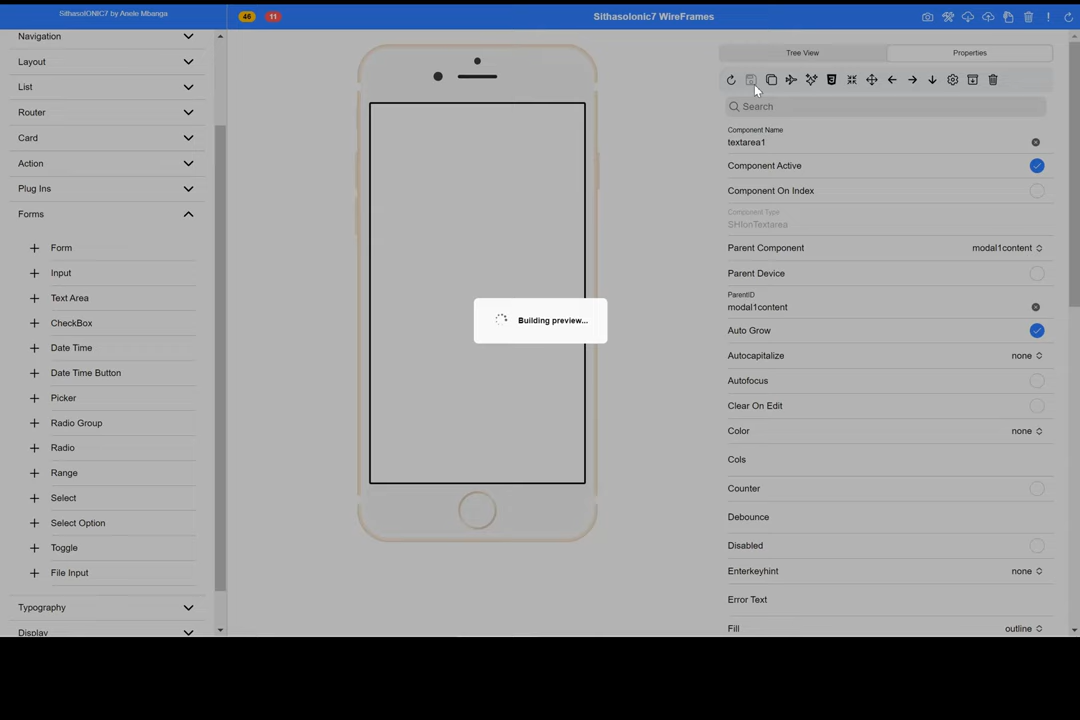 SithasoIONIC7 by Anele Mbanga
46
11
SithasoIonic7 WireFrames
Navigation
Layout
List
Router
Card
Action
Plug Ins
Forms
Form
Input
Text Area
CheckBox
Date Time
Date Time Button
Picker
Radio Group
Radio
Range
Select
Select Option
Toggle
File Input
Typography
Display
Building preview...
Tree View
Properties
Search
Component Name
textarea1
Component Active
Component On Index
Component Type
SHIonTextarea
Parent Component
modal1content
Parent Device
ParentID
modal1content
Auto Grow
Autocapitalize
none
Autofocus
Clear On Edit
Color
none
Cols
Counter
Debounce
Disabled
Enterkeyhint
none
Error Text
Fill
outline